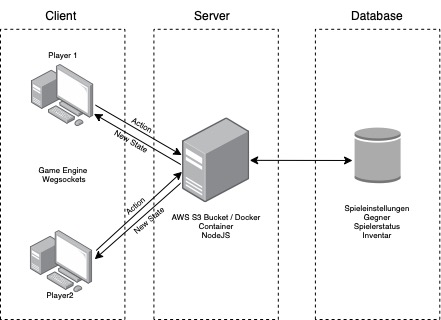 Client
Server
Database
Player 1
Action
New State
Game Engine
Wegsockets
Action
New State
AWS S3 Bucket / Docker
Container
NodeJS
Spieleinstellungen
Gegner
Spielerstatus
Inventar
Player2